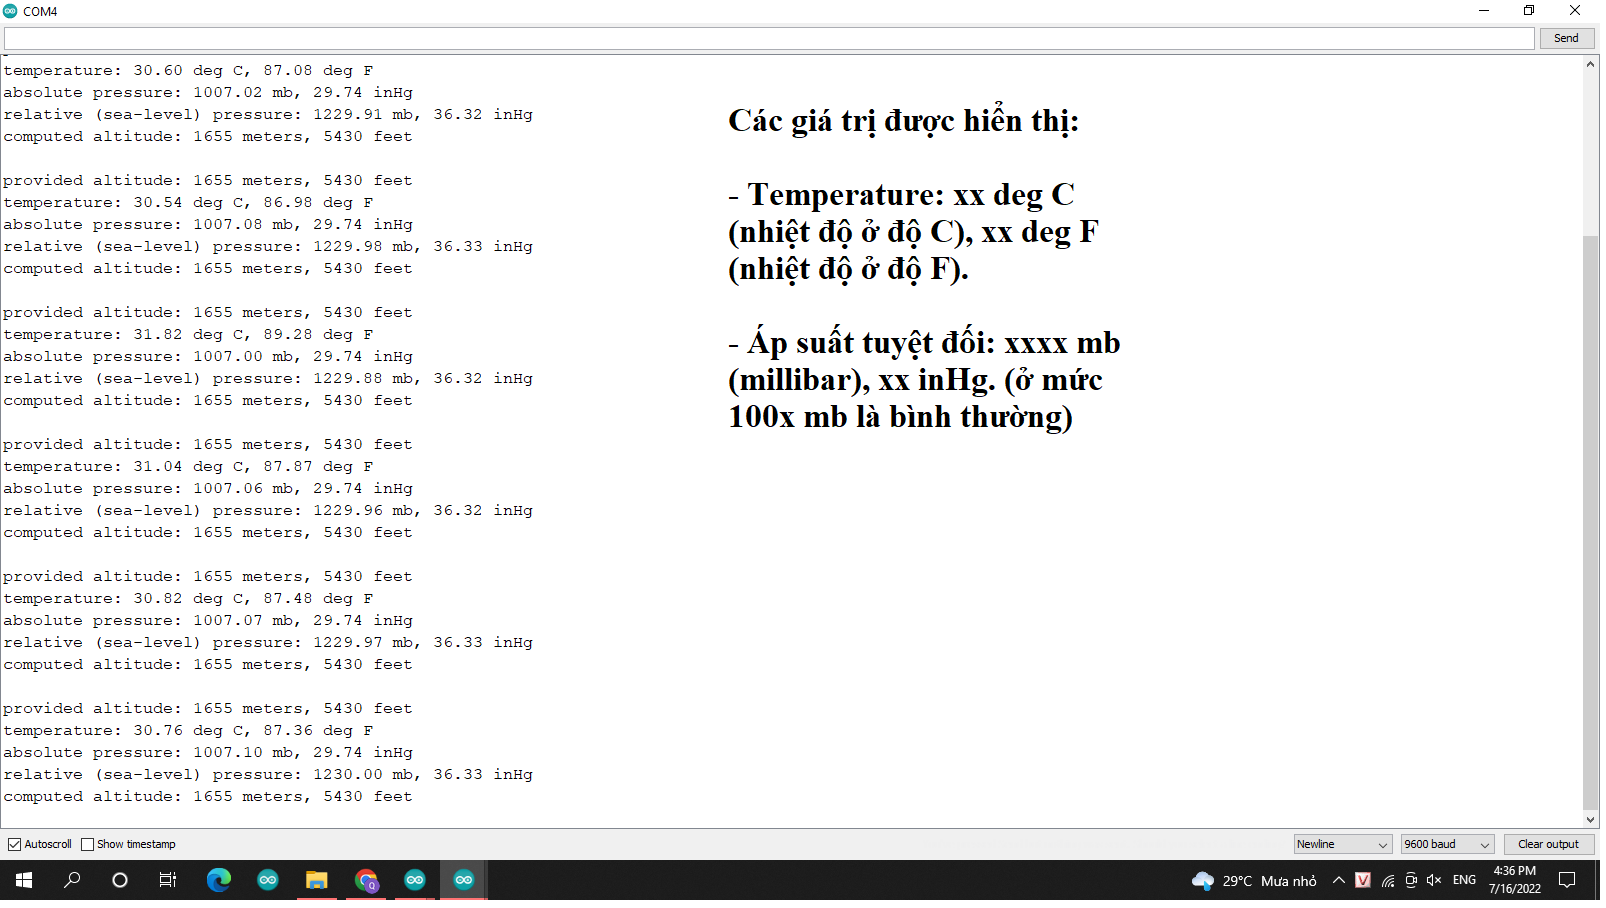 COM4
Send
temperature: 30.60 deg C, 87.08 deg F
absolute pressure: 1007.02 mb, 29.74 inHg
relative (sea-level) pressure: 1229.91 mb, 36.32 inHg
computed altitude: 1655 meters, 5430 feet
provided altitude: 1655 meters, 5430 feet
temperature: 30.54 deg C, 86.98 deg F
absolute pressure: 1007.08 mb, 29.74 inHg
relative (sea-level) pressure: 1229.98 mb, 36.33 inHg
computed altitude: 1655 meters, 5430 feet
provided altitude: 1655 meters, 5430 feet
temperature: 31.82 deg C, 89.28 deg F
absolute pressure: 1007.00 mb, 29.74 inHg
relative (sea-level) pressure: 1229.88 mb, 36.32 inHg
computed altitude: 1655 meters, 5430 feet
provided altitude: 1655 meters, 5430 feet
temperature: 31.04 deg C, 87.87 deg F
absolute pressure: 1007.06 mb, 29.74 inHg
relative (sea-level) pressure: 1229.96 mb, 36.32 inHg
computed altitude: 1655 meters, 5430 feet
provided altitude: 1655 meters, 5430 feet
temperature: 30.82 deg C, 87.48 deg F
absolute pressure: 1007.07 mb, 29.74 inHg
relative (sea-level) pressure: 1229.97 mb, 36.33 inHg
computed altitude: 1655 meters, 5430 feet
provided altitude: 1655 meters, 5430 feet
temperature: 30.76 deg C, 87.36 deg F
absolute pressure: 1007.10 mb, 29.74 inHg
relative (sea-level) pressure: 1230.00 mb, 36.33 inHg
computed altitude: 1655 meters, 5430 feet
Các giá trị được hiển thị:
- Temperature: xx deg C
(nhiệt độ ở độ C), xx deg F
(nhiệt độ ở độ F).
- Áp suất tuyệt đối: xxxx mb
(millibar), xx inHg. (ở mức
100x mb là bình thường)
Autoscroll Show timestamp
Newline 9600 baud Clear output
29°C Mưa nhỏ V ENG 4:36 PM
7/16/2022